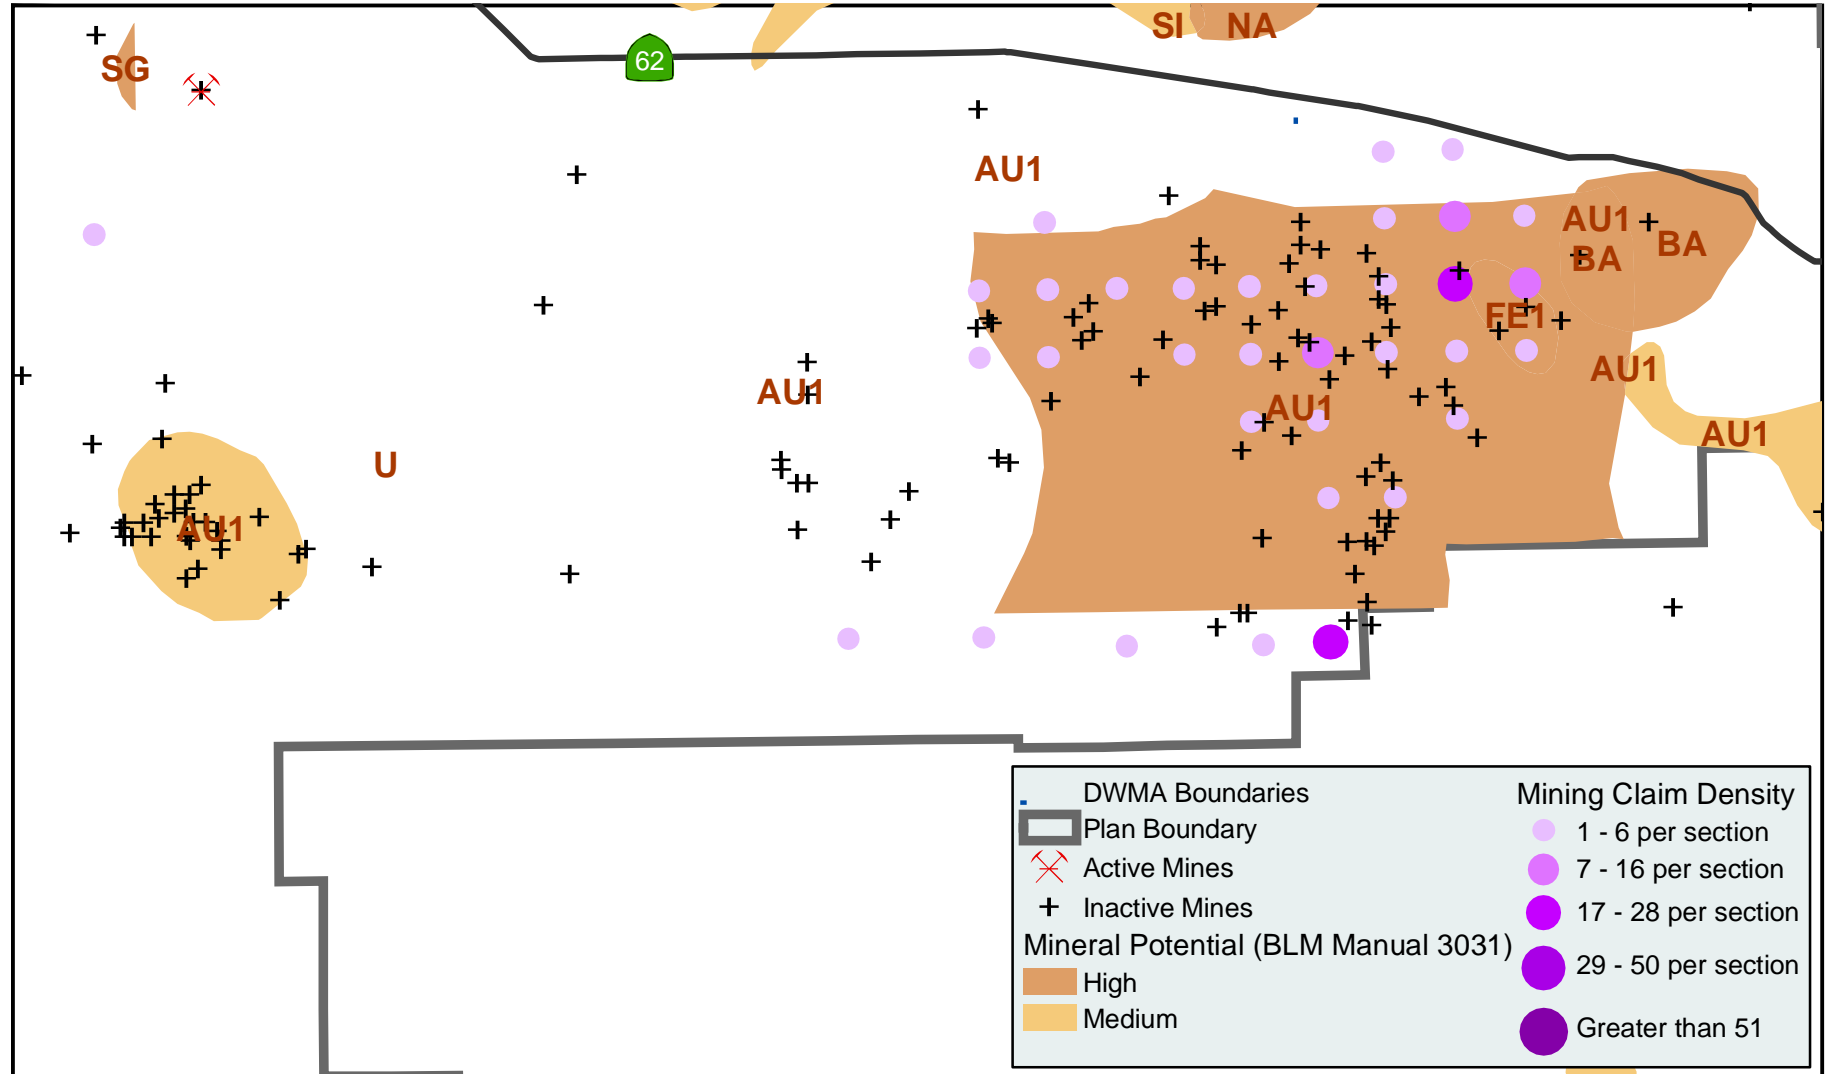 SI
NA
62
SG
AU1
AU1
BA
BA
FE1
AU1
AU1
AU1
AU1
U
AU1
DWMA Boundaries
Plan Boundary
Active Mines
Inactive Mines
Mineral Potential (BLM Manual 3031)
High
Medium
Mining Claim Density
1 - 6 per section
7 - 16 per section
17 - 28 per section
29 - 50 per section
Greater than 51